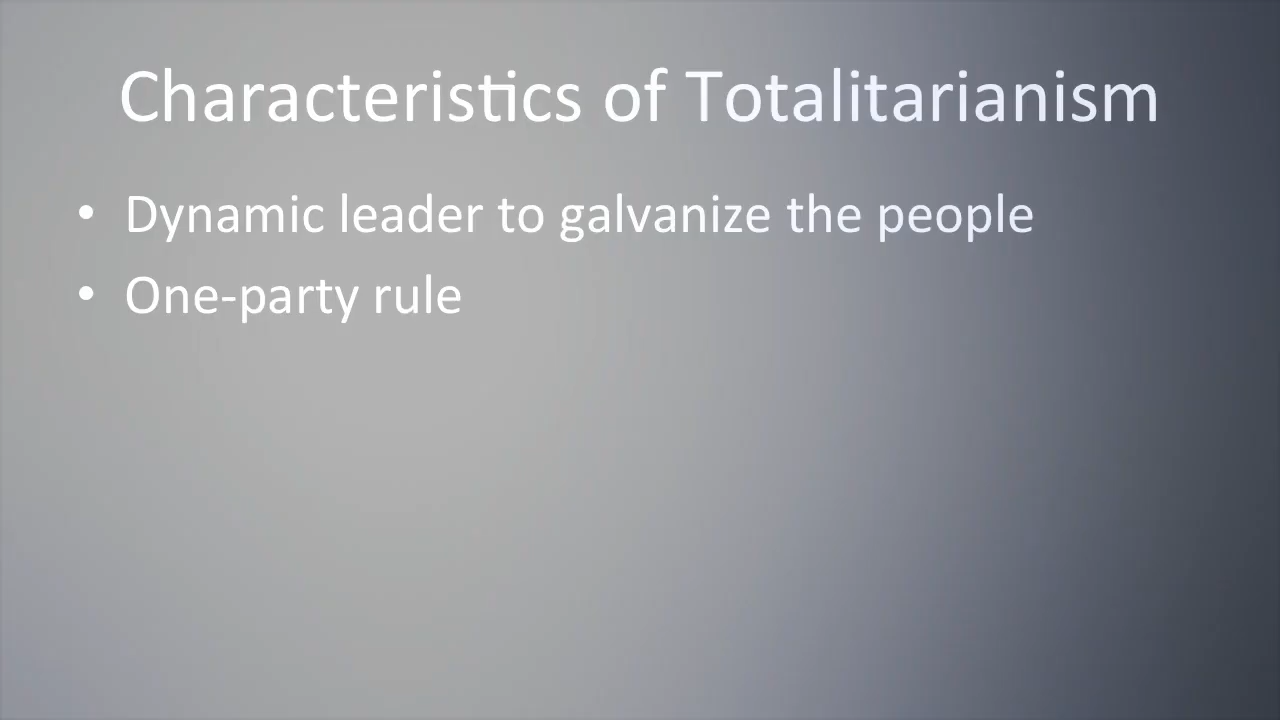 Characteristics of Totalitarianism
• Dynamic leader to galvanize the people
• One-party rule